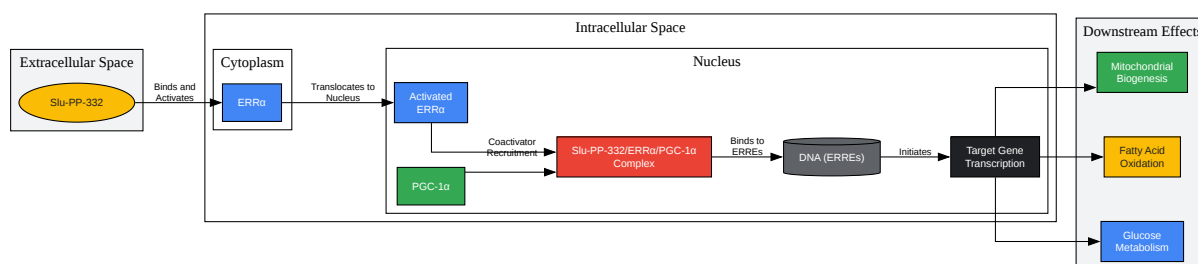 Intracellular Space
Downstream Effects
Extracellular Space
Slu-PP-332
Binds and
Activates
Cytoplasm
ERRα
Translocates to
Nucleus
Nucleus
Activated
ERRα
PGC-1α
Coactivator
Recruitment
Slu-PP-332/ERRα/PGC-1α
Complex
Binds to
ERREs
DNA (ERREs)
Initiates
Target Gene
Transcription
Mitochondrial
Biogenesis
Fatty Acid
Oxidation
Glucose
Metabolism